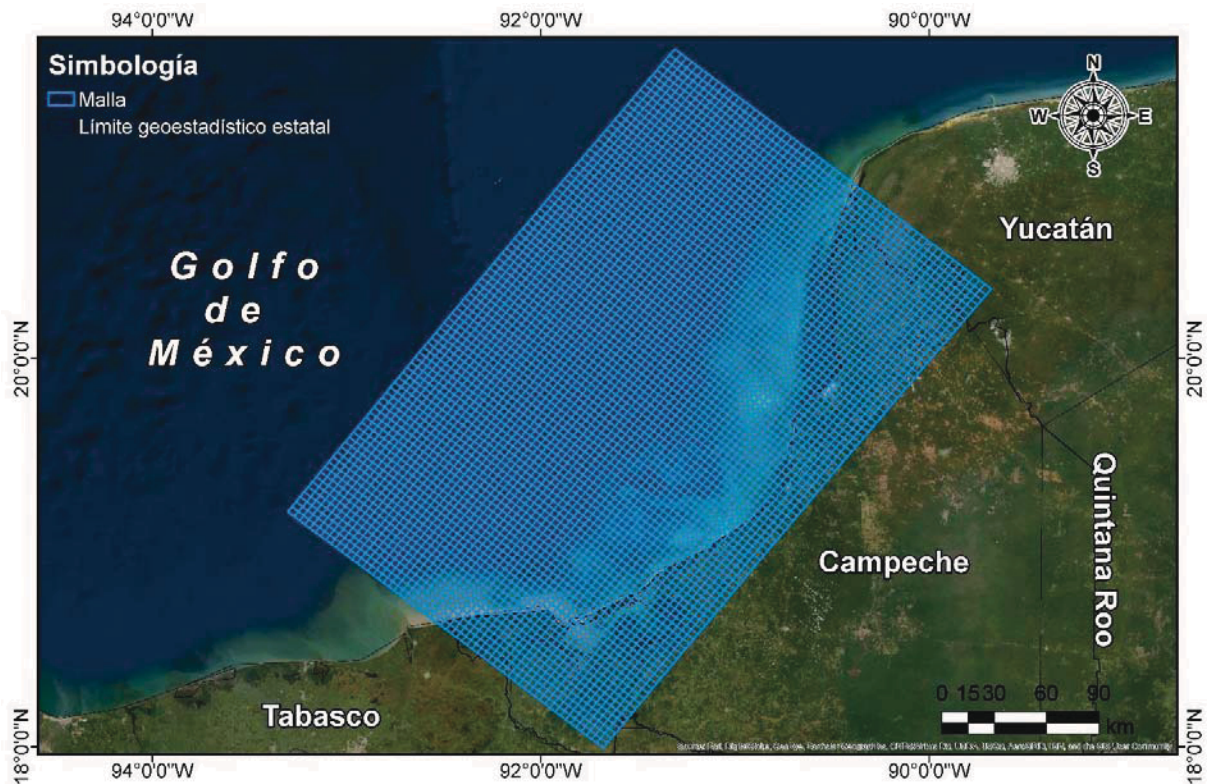 94°0'0"W 92°0'0"W 90°0'0"W
Simbología
Malla
Límite geoestadístico estatal
N
W E
S
Yucatán
Golfo
de
México
20°0'0"N 20°0'0"N
Quintana Roo
Campeche
0 15 30 60 90
km
Tabasco
18°0'0"N 18°0'0"N
94°0'0"W 92°0'0"W 90°0'0"W